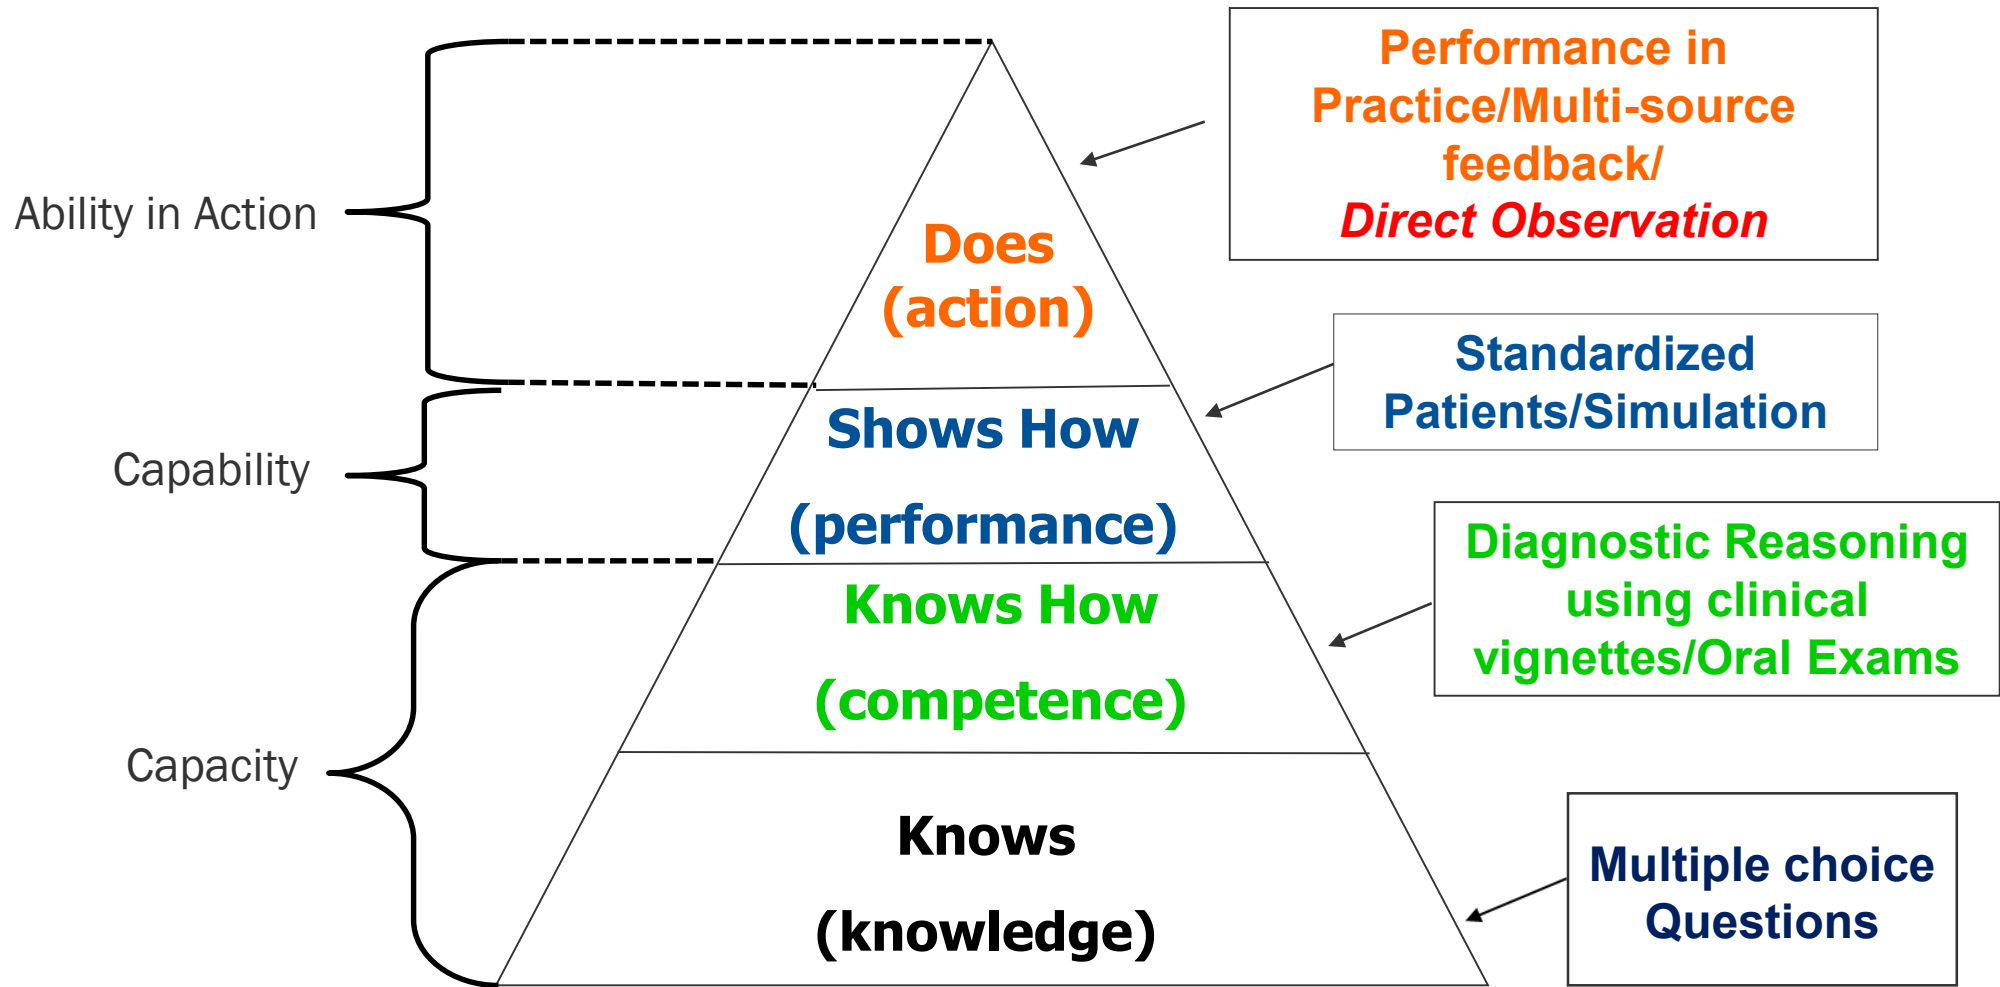 Performance in
Practice/Multi-source
feedback/
Direct Observation
Ability in Action
Does
(action)
Standardized
Patients/Simulation
Shows How
(performance)
Capability
Diagnostic Reasoning
using clinical
vignettes/Oral Exams
Knows How
(competence)
Capacity
Knows
(knowledge)
Multiple choice
Questions